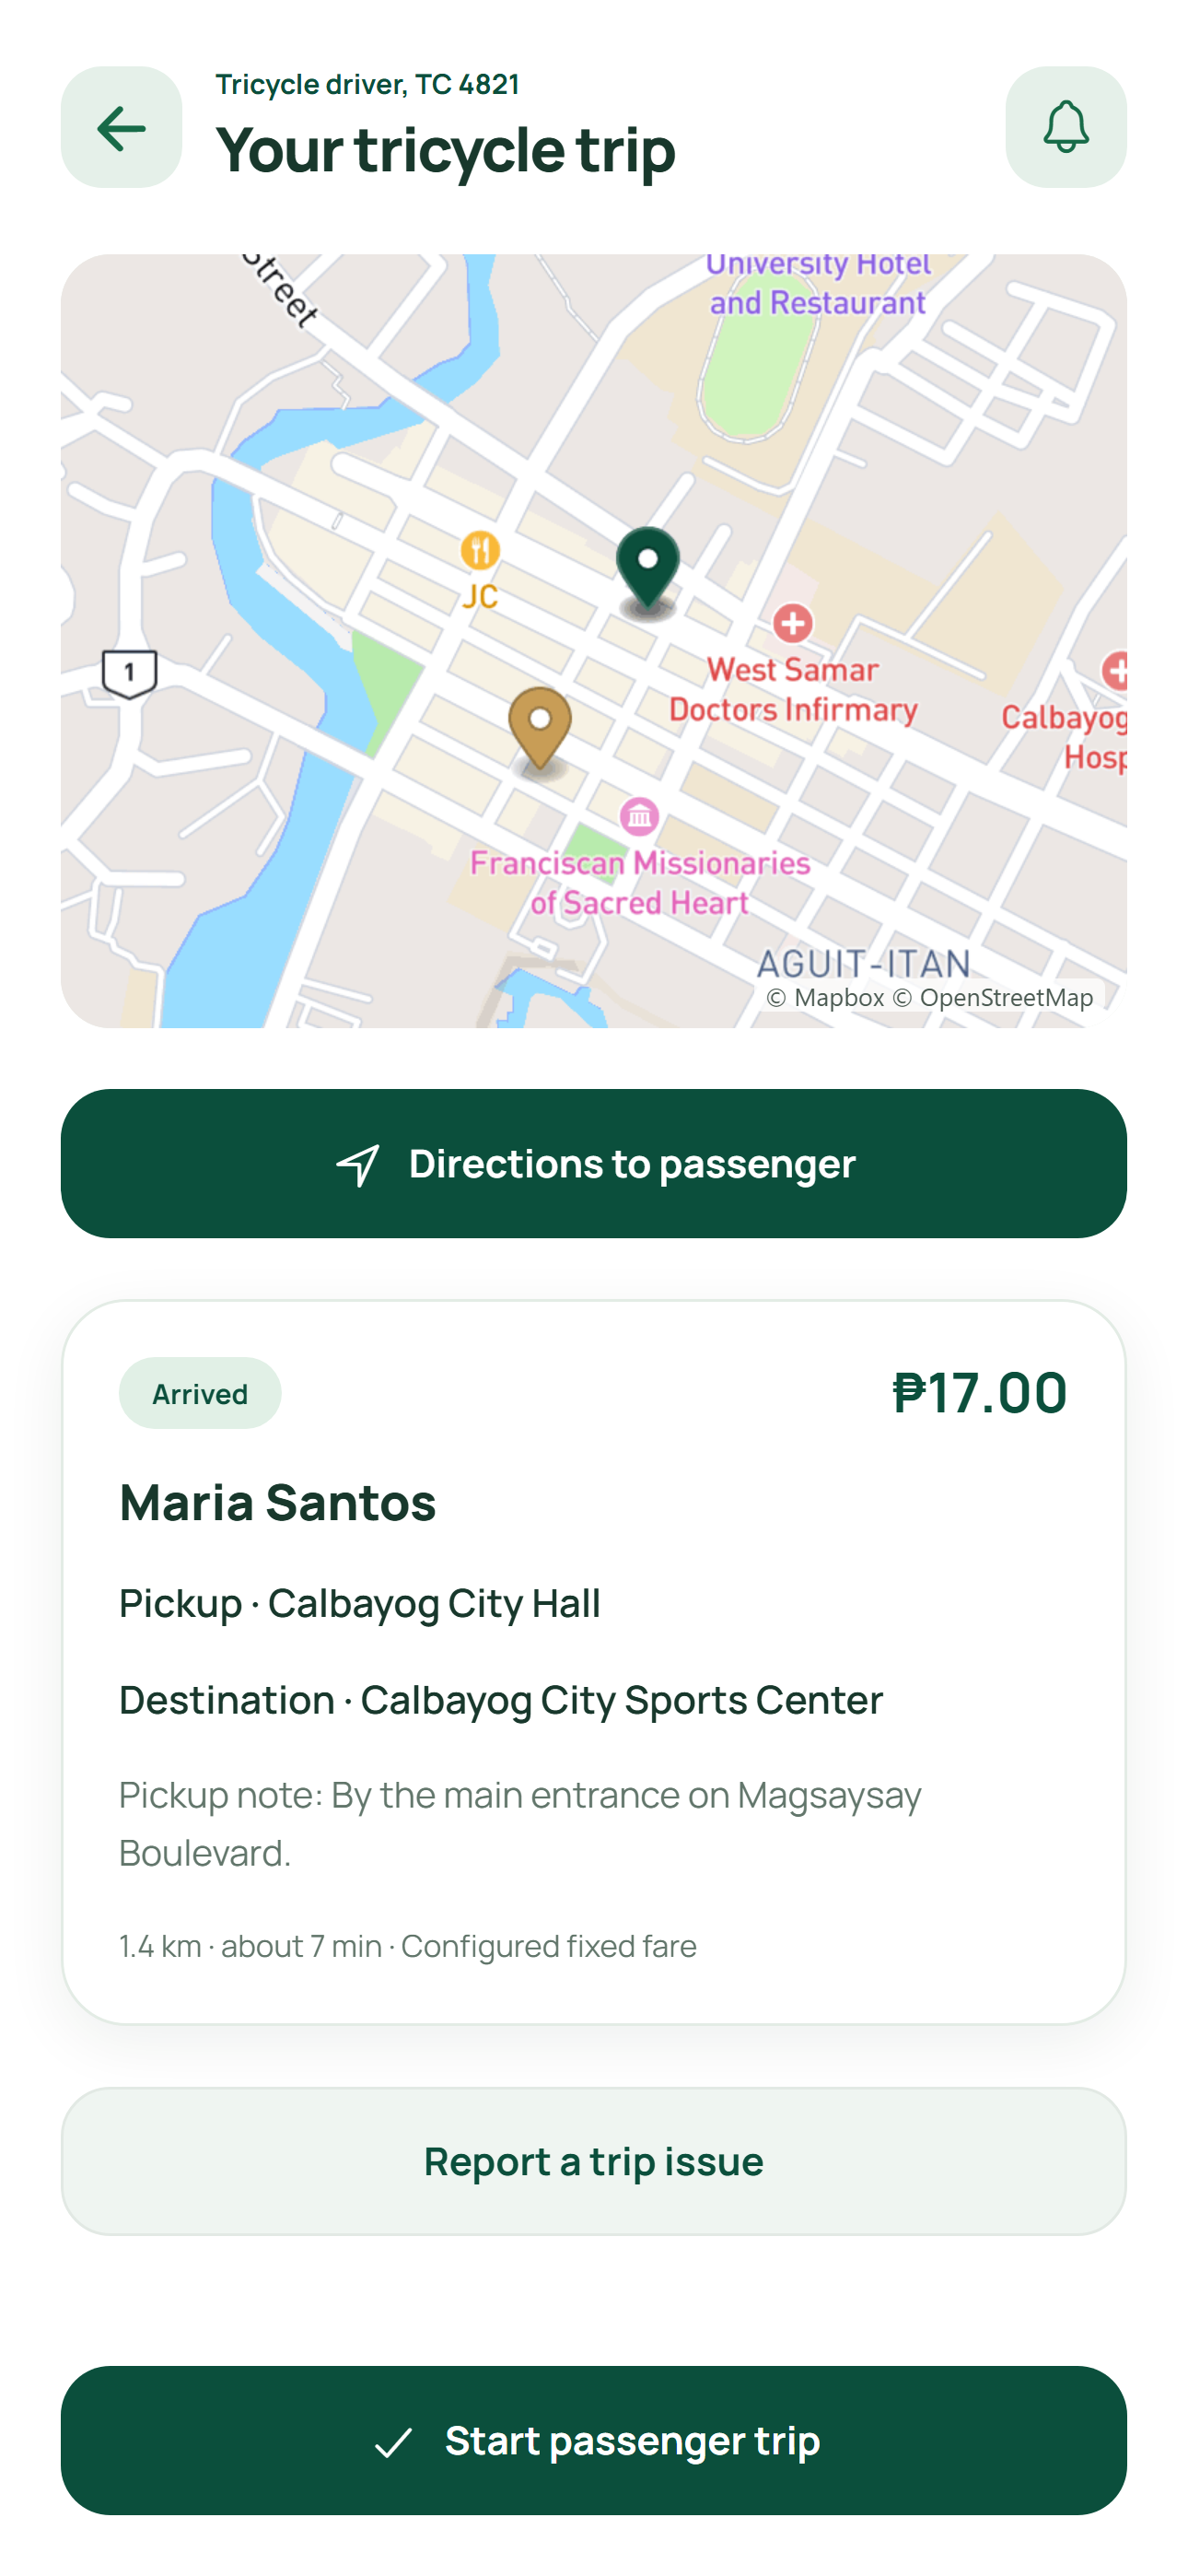 Tricycle driver, TC 4821
Your tricycle trip
Street
University Hotel
and Restaurant
JC
1
West Samar
Doctors Infirmary
Calbayog
Hosp
Franciscan Missionaries
of Sacred Heart
AGUIT-ITAN
© Mapbox © OpenStreetMap
Directions to passenger
Arrived
₱17.00
Maria Santos
Pickup · Calbayog City Hall
Destination · Calbayog City Sports Center
Pickup note: By the main entrance on Magsaysay
Boulevard.
1.4 km · about 7 min · Configured fixed fare
Report a trip issue
Start passenger trip